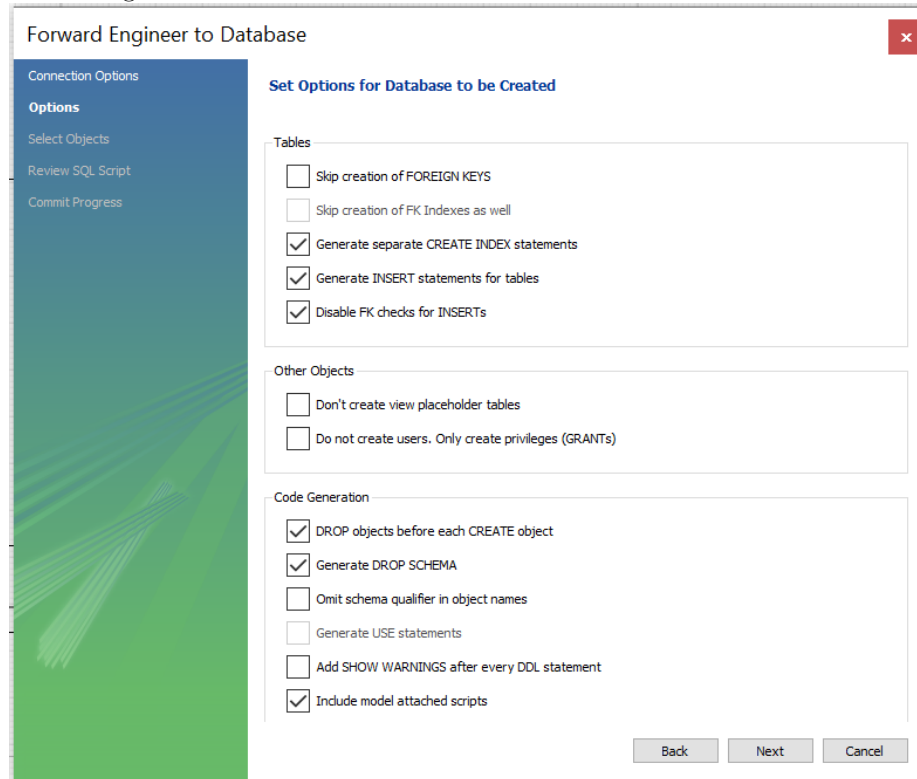 Forward Engineer to Database
Connection Options
Options
Select Objects
Review SQL Script
Commit Progress
Set Options for Database to be Created
Tables
Skip creation of FOREIGN KEYS
Skip creation of FK Indexes as well
Generate separate CREATE INDEX statements
Generate INSERT statements for tables
Disable FK checks for INSERTs
Other Objects
Don't create view placeholder tables
Do not create users. Only create privileges (GRANTs)
Code Generation
DROP objects before each CREATE object
Generate DROP SCHEMA
Omit schema qualifier in object names
Generate USE statements
Add SHOW WARNINGS after every DDL statement
Include model attached scripts
Back Next Cancel